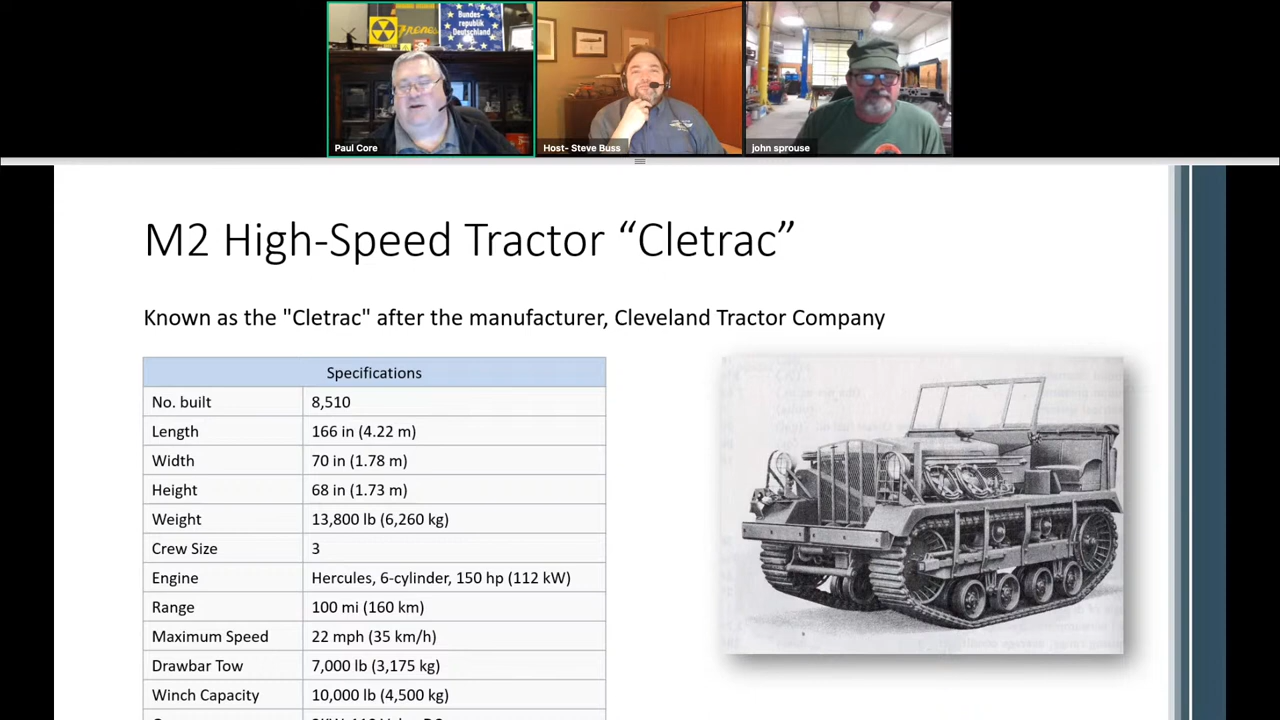 Bundes-
republik
Deutschland
Paul Core
Host- Steve Buss
john sprouse
M2 High-Speed Tractor “Cletrac”
Known as the "Cletrac" after the manufacturer, Cleveland Tractor Company
Specifications
No. built 8,510
Length 166 in (4.22 m)
Width 70 in (1.78 m)
Height 68 in (1.73 m)
Weight 13,800 lb (6,260 kg)
Crew Size 3
Engine Hercules, 6-cylinder, 150 hp (112 kW)
Range 100 mi (160 km)
Maximum Speed 22 mph (35 km/h)
Drawbar Tow 7,000 lb (3,175 kg)
Winch Capacity 10,000 lb (4,500 kg)